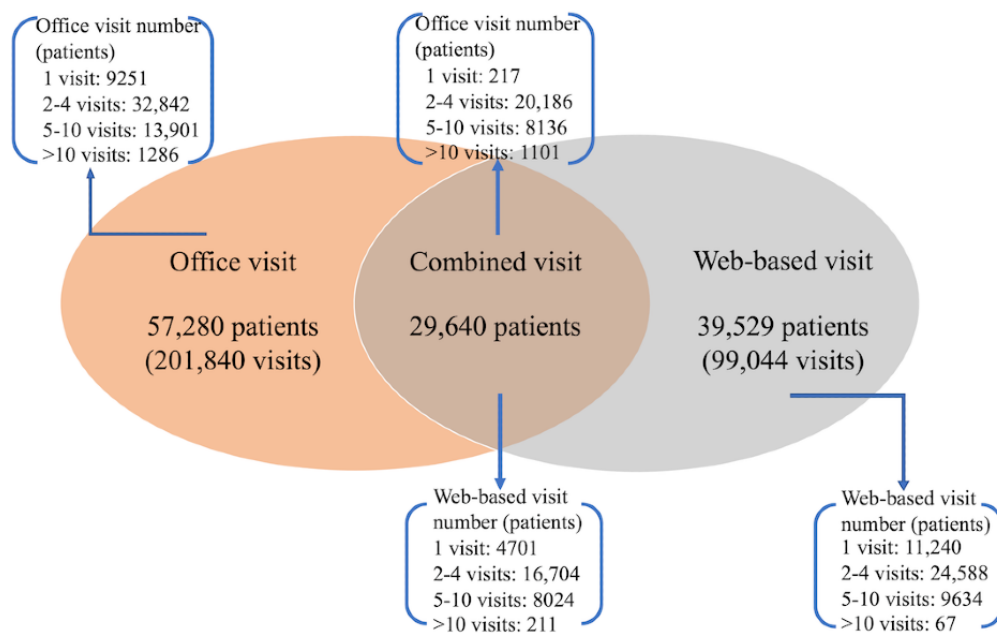 Office visit number
(patients)
1 visit: 9251
2-4 visits: 32,842
5-10 visits: 13,901
>10 visits: 1286
Office visit number
(patients)
1 visit: 217
2-4 visits: 20,186
5-10 visits: 8136
>10 visits: 1101
Office visit
57,280 patients
(201,840 visits)
Combined visit
29,640 patients
Web-based visit
39,529 patients
(99,044 visits)
Web-based visit
number (patients)
1 visit: 4701
2-4 visits: 16,704
5-10 visits: 8024
>10 visits: 211
Web-based visit
number (patients)
1 visit: 11,240
2-4 visits: 24,588
5-10 visits: 9634
>10 visits: 67